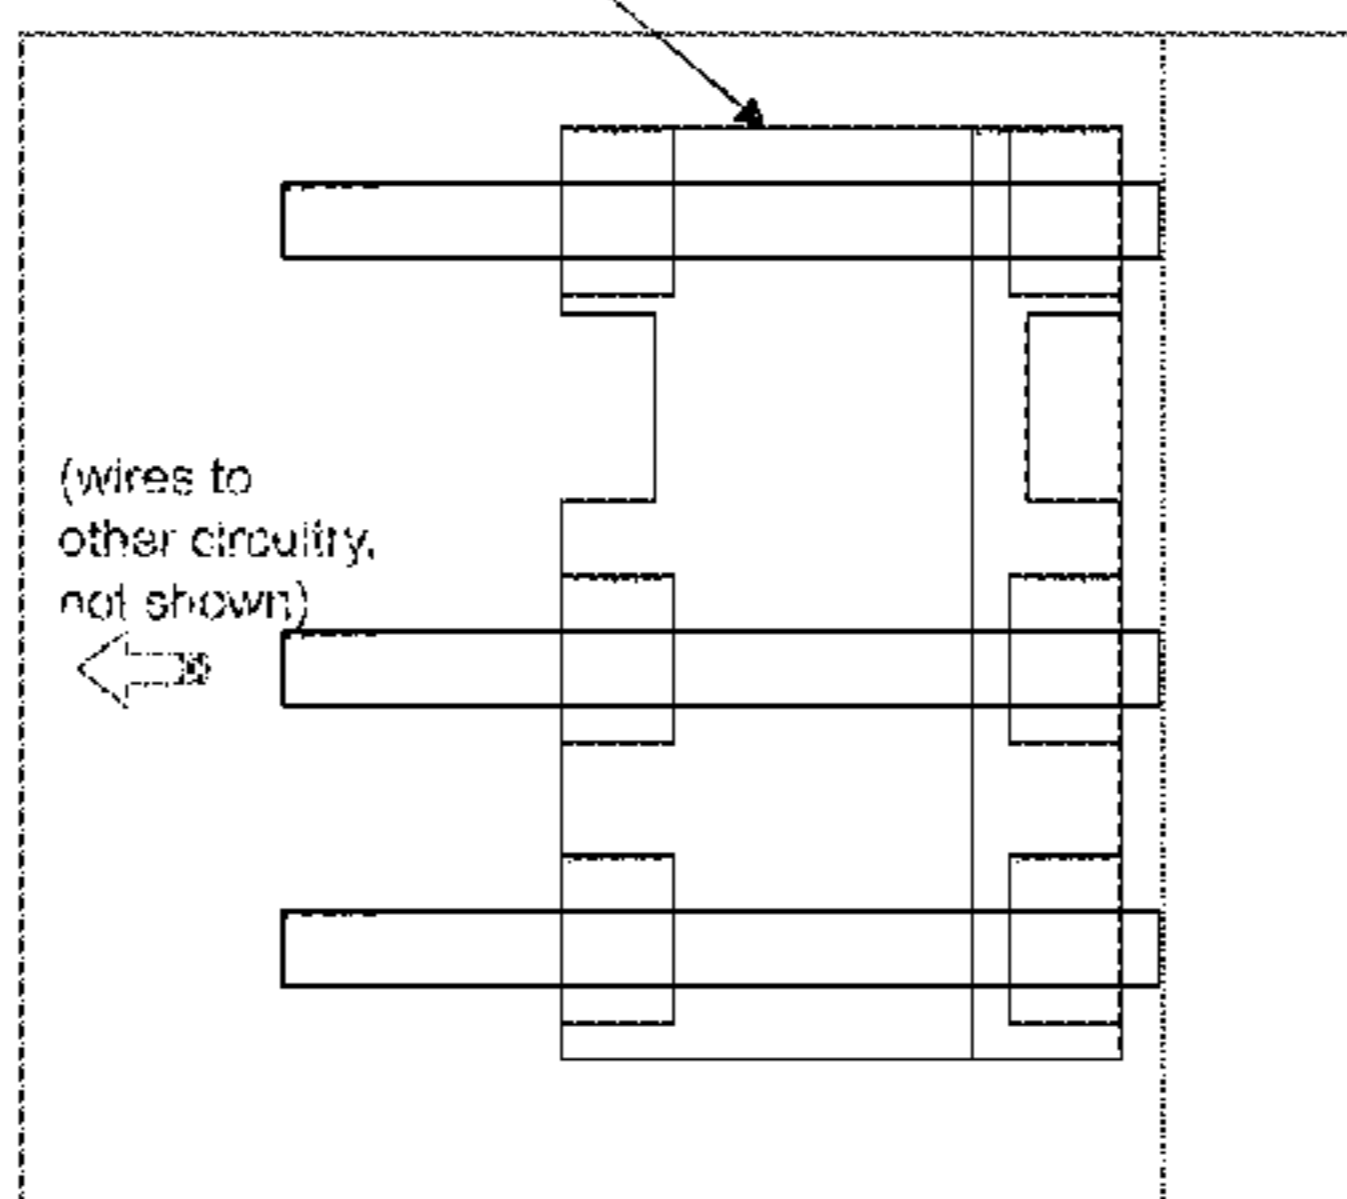 (wires to
other circuitry,
not shown)